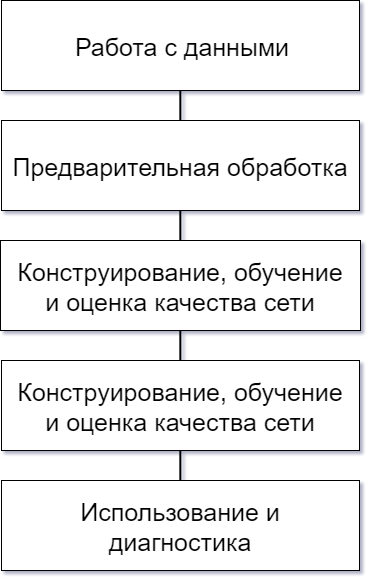 Работа с данными
Предварительная обработка
Конструирование, обучение
и оценка качества сети
Конструирование, обучение
и оценка качества сети
Использование и
диагностика